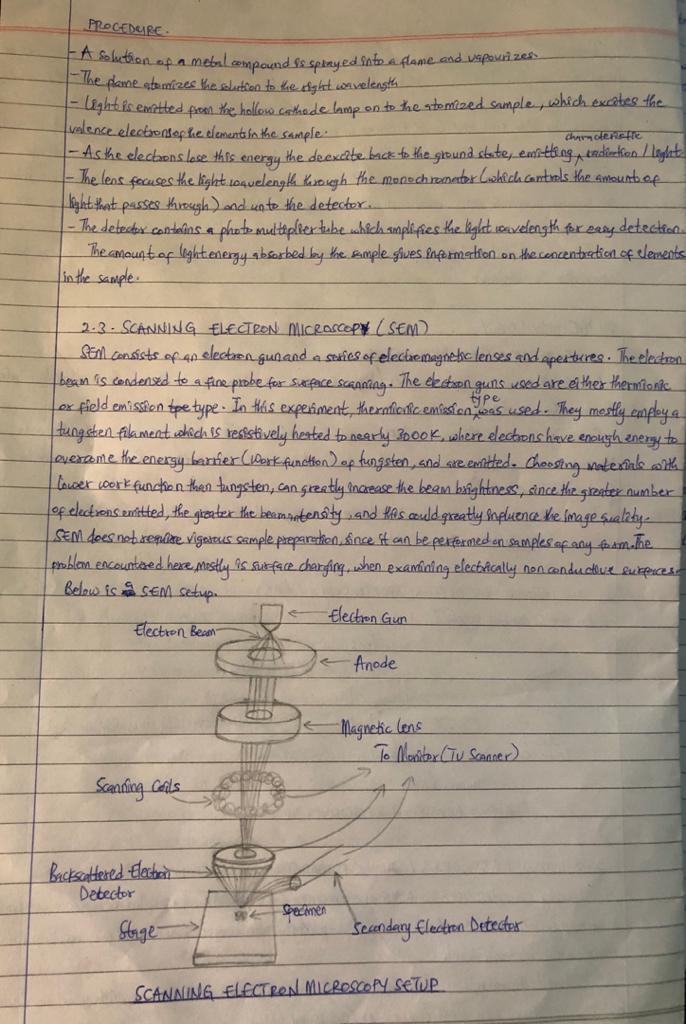 PROCEDURE.
- A solution of a metal compound is sprayed into a flame and vapourizes.
- The flame atomizes the solution to the right wavelength
- Light is emitted from the hollow cathode lamp on to the atomized sample, which excites the
valence electrons of the elements in the sample.
- As the electrons lose this energy the deexcite back to the ground state, emitting characteristic radiation / light
- The lens focuses the light wavelength through the monochromator (which controls the amount of
light that passes through) and unto the detector.
- The detector contains a photo multiplier tube which amplifies the light wavelength for easy detection.
The amount of light energy absorbed by the sample gives information on the concentration of elements
in the sample.
2.3. SCANNING ELECTRON MICROSCOPY (SEM)
SEM consists of an electron gun and a series of electromagnetic lenses and apertures. The electron
beam is condensed to a fine probe for surface scanning. The electron guns used are either thermionic
or field emission type. In this experiment, thermionic emission type was used. They mostly employ a
tungsten filament which is resistively heated to nearly 3000K, where electrons have enough energy to
overcome the energy barrier (work function) of tungsten, and are emitted. Choosing materials with
lower work function than tungsten, can greatly increase the beam brightness, since the greater number
of electrons emitted, the greater the beam intensity, and this could greatly influence the image quality.
SEM does not require vigorous sample preparation, since it can be performed on samples of any form. The
problem encountered here, mostly is surface charging, when examining electrically non conductive surfaces.
Below is a SEM setup.
Electron Gun
Electron Beam
Anode
Magnetic Lens
To Monitor (TV Scanner)
Scanning Coils
Backscattered Electron
Detector
Specimen
Stage
Secondary Electron Detector
SCANNING ELECTRON MICROSCOPY SETUP